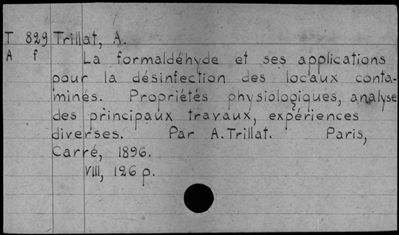 T 829 Trillat, A.
A f La formaldéhyde et ses applications
pour la désinfection des locaux conta-
minés. Propriétés physiologiques, analyse
des principaux travaux, expériences
diverses. Par A. Trillat. Paris,
Carré, 1896.
VIII, 126 p.